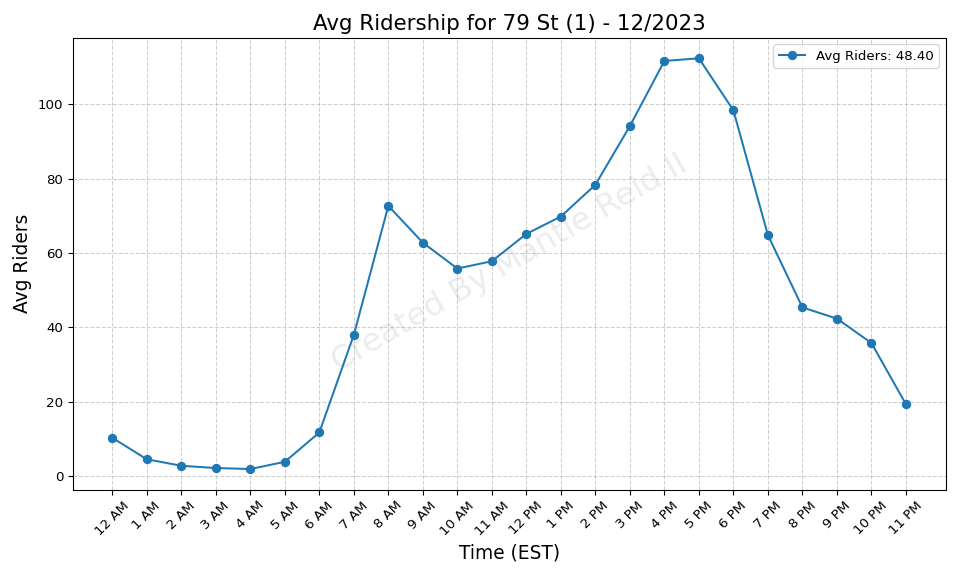 Avg Ridership for 79 St (1) - 12/2023
Avg Riders: 48.40
Avg Riders
100
80
60
40
20
0
Created By Mantle Reid II
12 AM
1 AM
2 AM
3 AM
4 AM
5 AM
6 AM
7 AM
8 AM
9 AM
10 AM
11 AM
12 PM
1 PM
2 PM
3 PM
4 PM
5 PM
6 PM
7 PM
8 PM
9 PM
10 PM
11 PM
Time (EST)